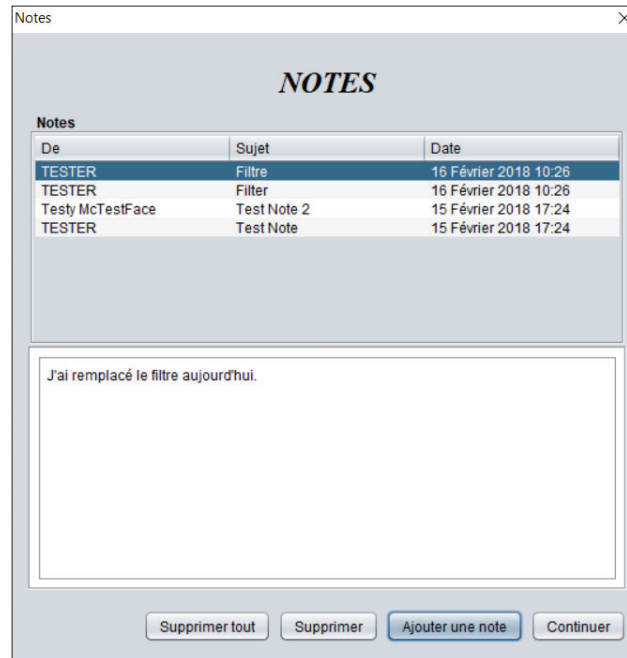 Notes
NOTES
Notes
De Sujet Date
TESTER Filtre 16 Février 2018 10:26
TESTER Filter 16 Février 2018 10:26
Testy McTestFace Test Note 2 15 Février 2018 17:24
TESTER Test Note 15 Février 2018 17:24
J'ai remplacé le filtre aujourd'hui.
Supprimer tout Supprimer Ajouter une note Continuer